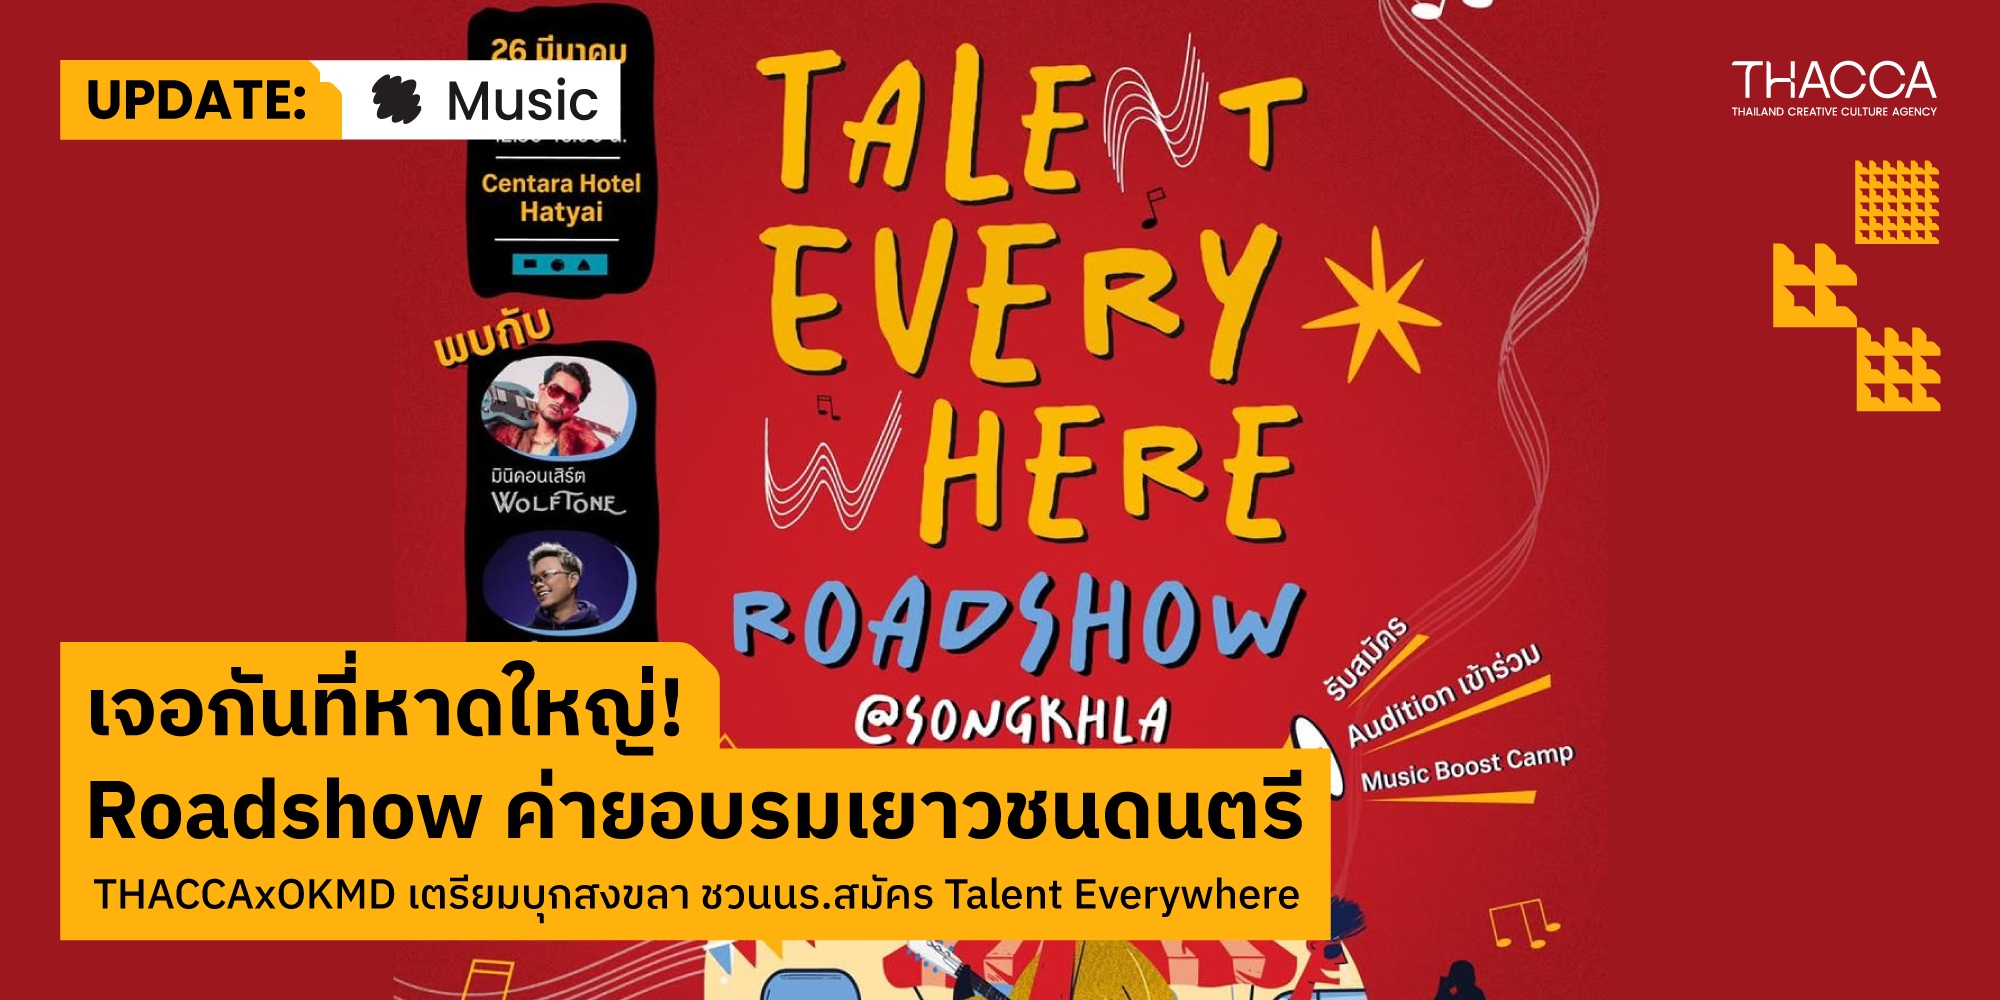 UPDATE: Music
THACCA
THAILAND CREATIVE CULTURE AGENCY
26 มีนาคม
Centara Hotel
Hatyai
พบกับ
มินิคอนเสิร์ต
WOLFTONE
TALENT
EVERY
WHERE
ROADSHOW
@SONGKHLA
รับสมัคร
Audition เข้าร่วม
Music Boost Camp
เจอกันที่หาดใหญ่!
Roadshow ค่ายอบรมเยาวชนดนตรี
THACCAxOKMD เตรียมบุกสงขลา ชวนนร.สมัคร Talent Everywhere